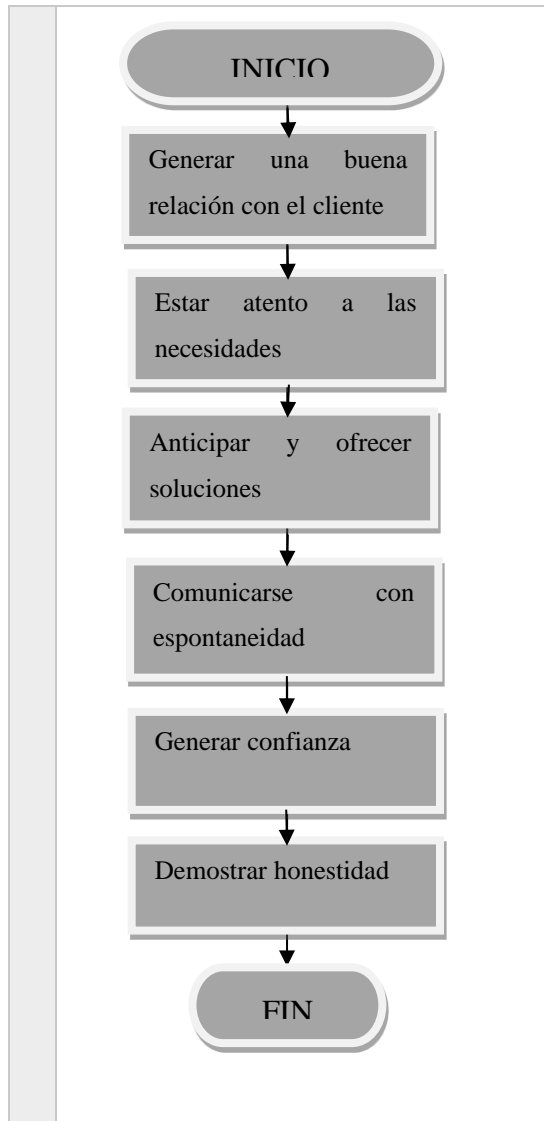 INICIO
Generar una buena
relación con el cliente
Estar atento a las
necesidades
Anticipar y ofrecer
soluciones
Comunicarse con
espontaneidad
Generar confianza
Demostrar honestidad
FIN